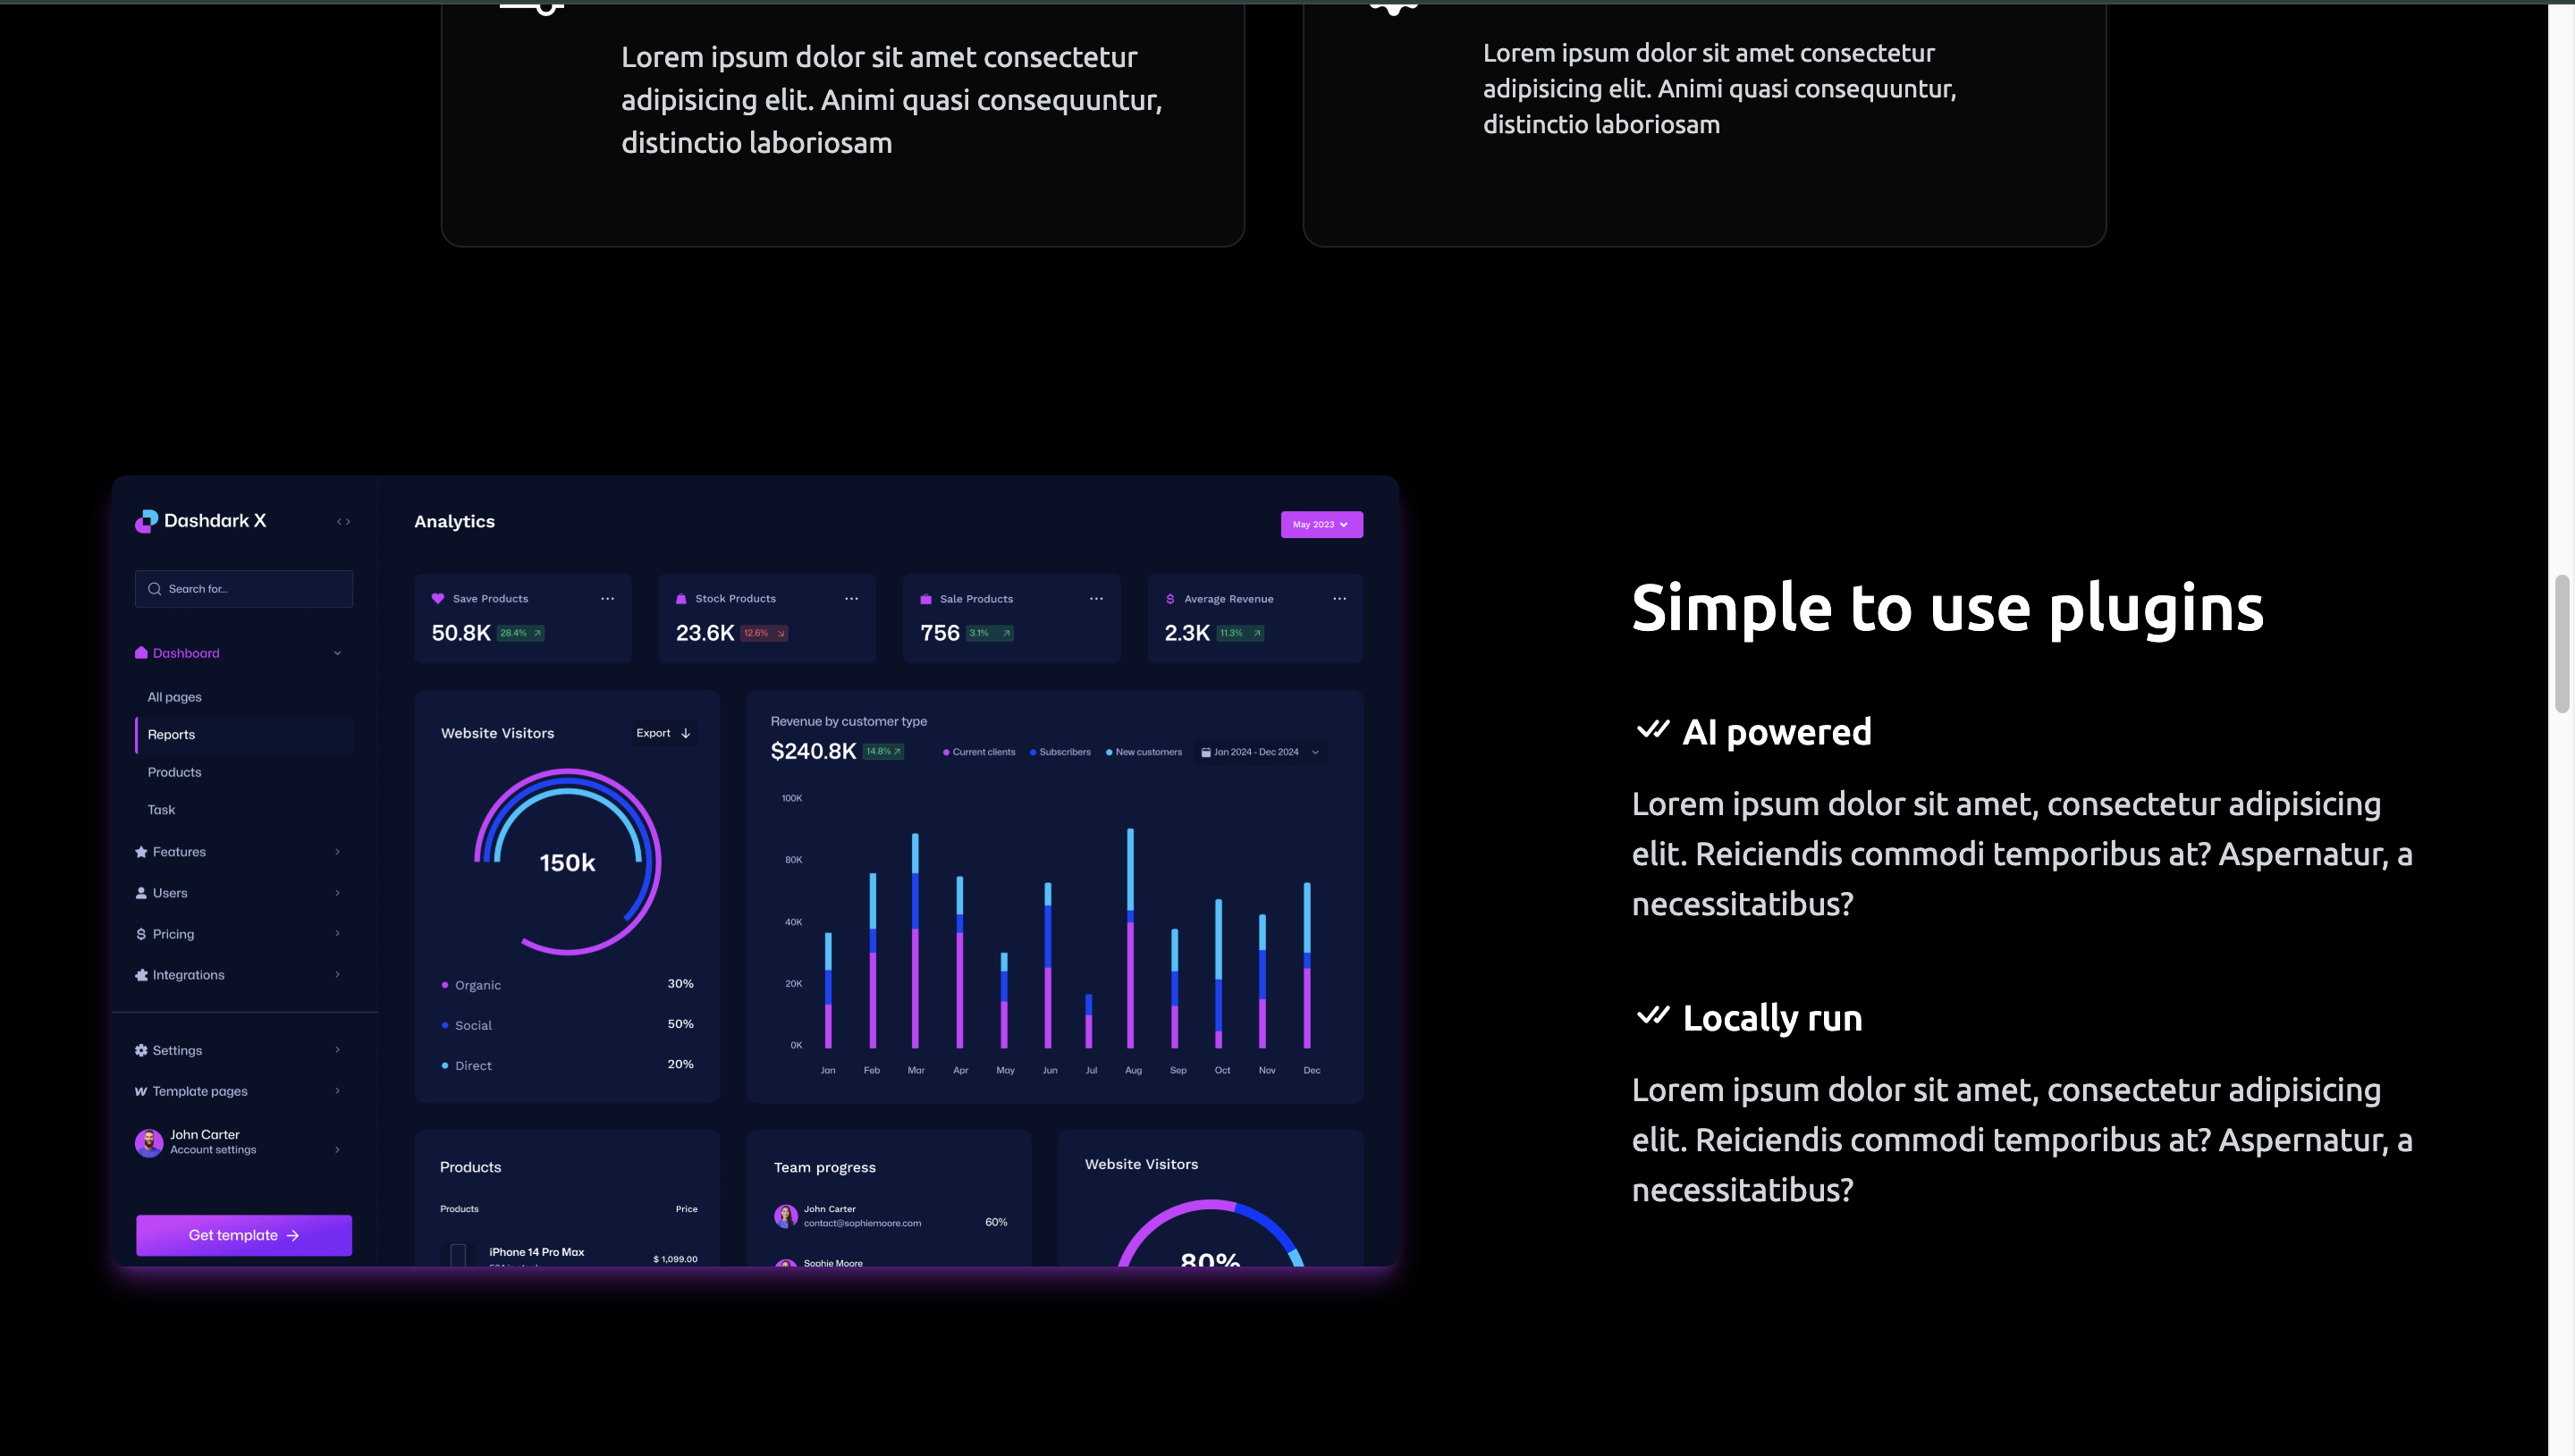 Lorem ipsum dolor sit amet consectetur
adipisicing elit. Animi quasi consequuntur,
distinctio laboriosam
Lorem ipsum dolor sit amet consectetur
adipisicing elit. Animi quasi consequuntur,
distinctio laboriosam
Dashdark X
Search for...
Dashboard
All pages
Reports
Products
Task
Features
Users
Pricing
Integrations
Settings
Template pages
John Carter
Account settings
Get template
Analytics
May 2023
Save Products
50.8K 28.4%
Stock Products
23.6K 12.6%
Sale Products
756 3.1%
Average Revenue
2.3K 11.3%
Website Visitors
Export
150k
Organic 30%
Social 50%
Direct 20%
Revenue by customer type
$240.8K 14.8%
Current clients Subscribers New customers Jan 2024 - Dec 2024
100K
80K
40K
20K
0K
Jan Feb Mar Apr May Jun Jul Aug Sep Oct Nov Dec
Products
Products Price
iPhone 14 Pro Max
$ 1,099.00
Team progress
John Carter
contact@sophiemoore.com
60%
Sophie Moore
Website Visitors
80%
Simple to use plugins
AI powered
Lorem ipsum dolor sit amet, consectetur adipisicing
elit. Reiciendis commodi temporibus at? Aspernatur, a
necessitatibus?
Locally run
Lorem ipsum dolor sit amet, consectetur adipisicing
elit. Reiciendis commodi temporibus at? Aspernatur, a
necessitatibus?